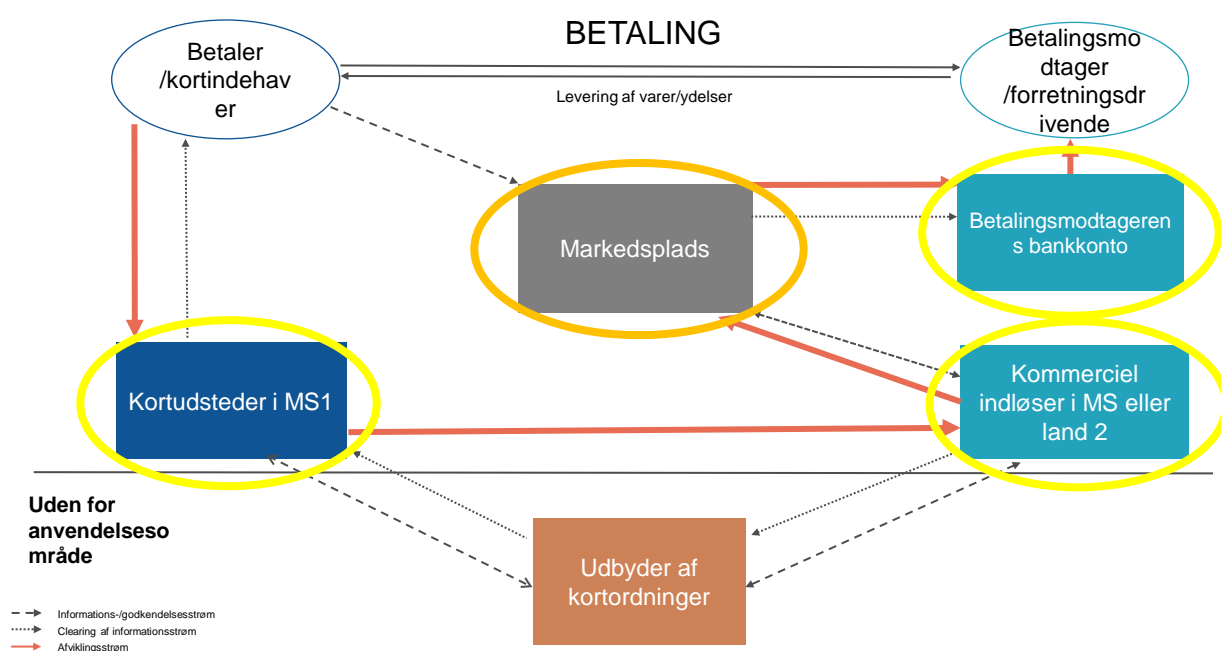 BETALING
Betaler
/kortindehav
er
Betalingsmo
dtager
/forretningsdr
ivende
Levering af varer/ydelser
Markedsplads
Betalingsmodtageren
s bankkonto
Kortudsteder i MS1
Kommerciel
indløser i MS eller
land 2
Uden for
anvendelseso
mråde
Udbyder af
kortordninger
Informations-/godkendelsesstrøm
Clearing af informationsstrøm
Afviklingsstrøm